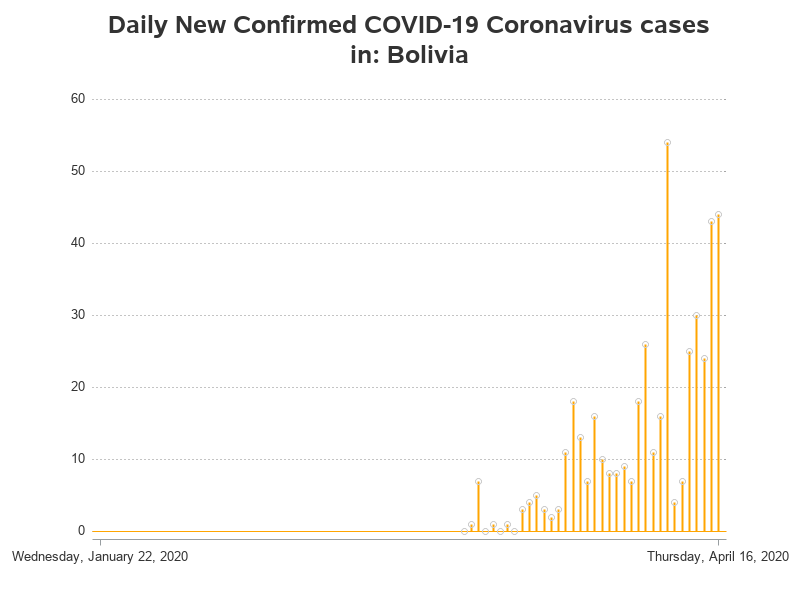 Daily New Confirmed COVID-19 Coronavirus cases
in: Bolivia
60
50
40
30
20
10
0
Wednesday, January 22, 2020 Thursday, April 16, 2020